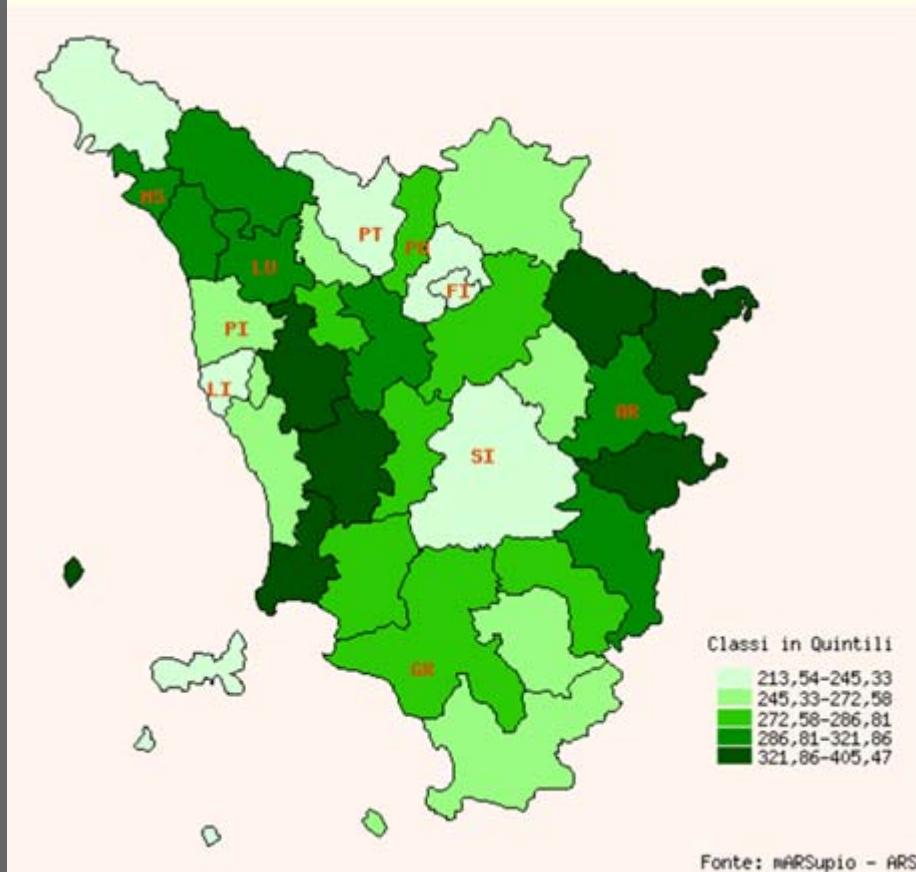 MS
PT
PO
LU
FI
PI
LI
AR
SI
GR
Classi in Quintili
213,54-245,33
245,33-272,58
272,58-286,81
286,81-321,86
321,86-405,47
Fonte: mARSupio - ARS